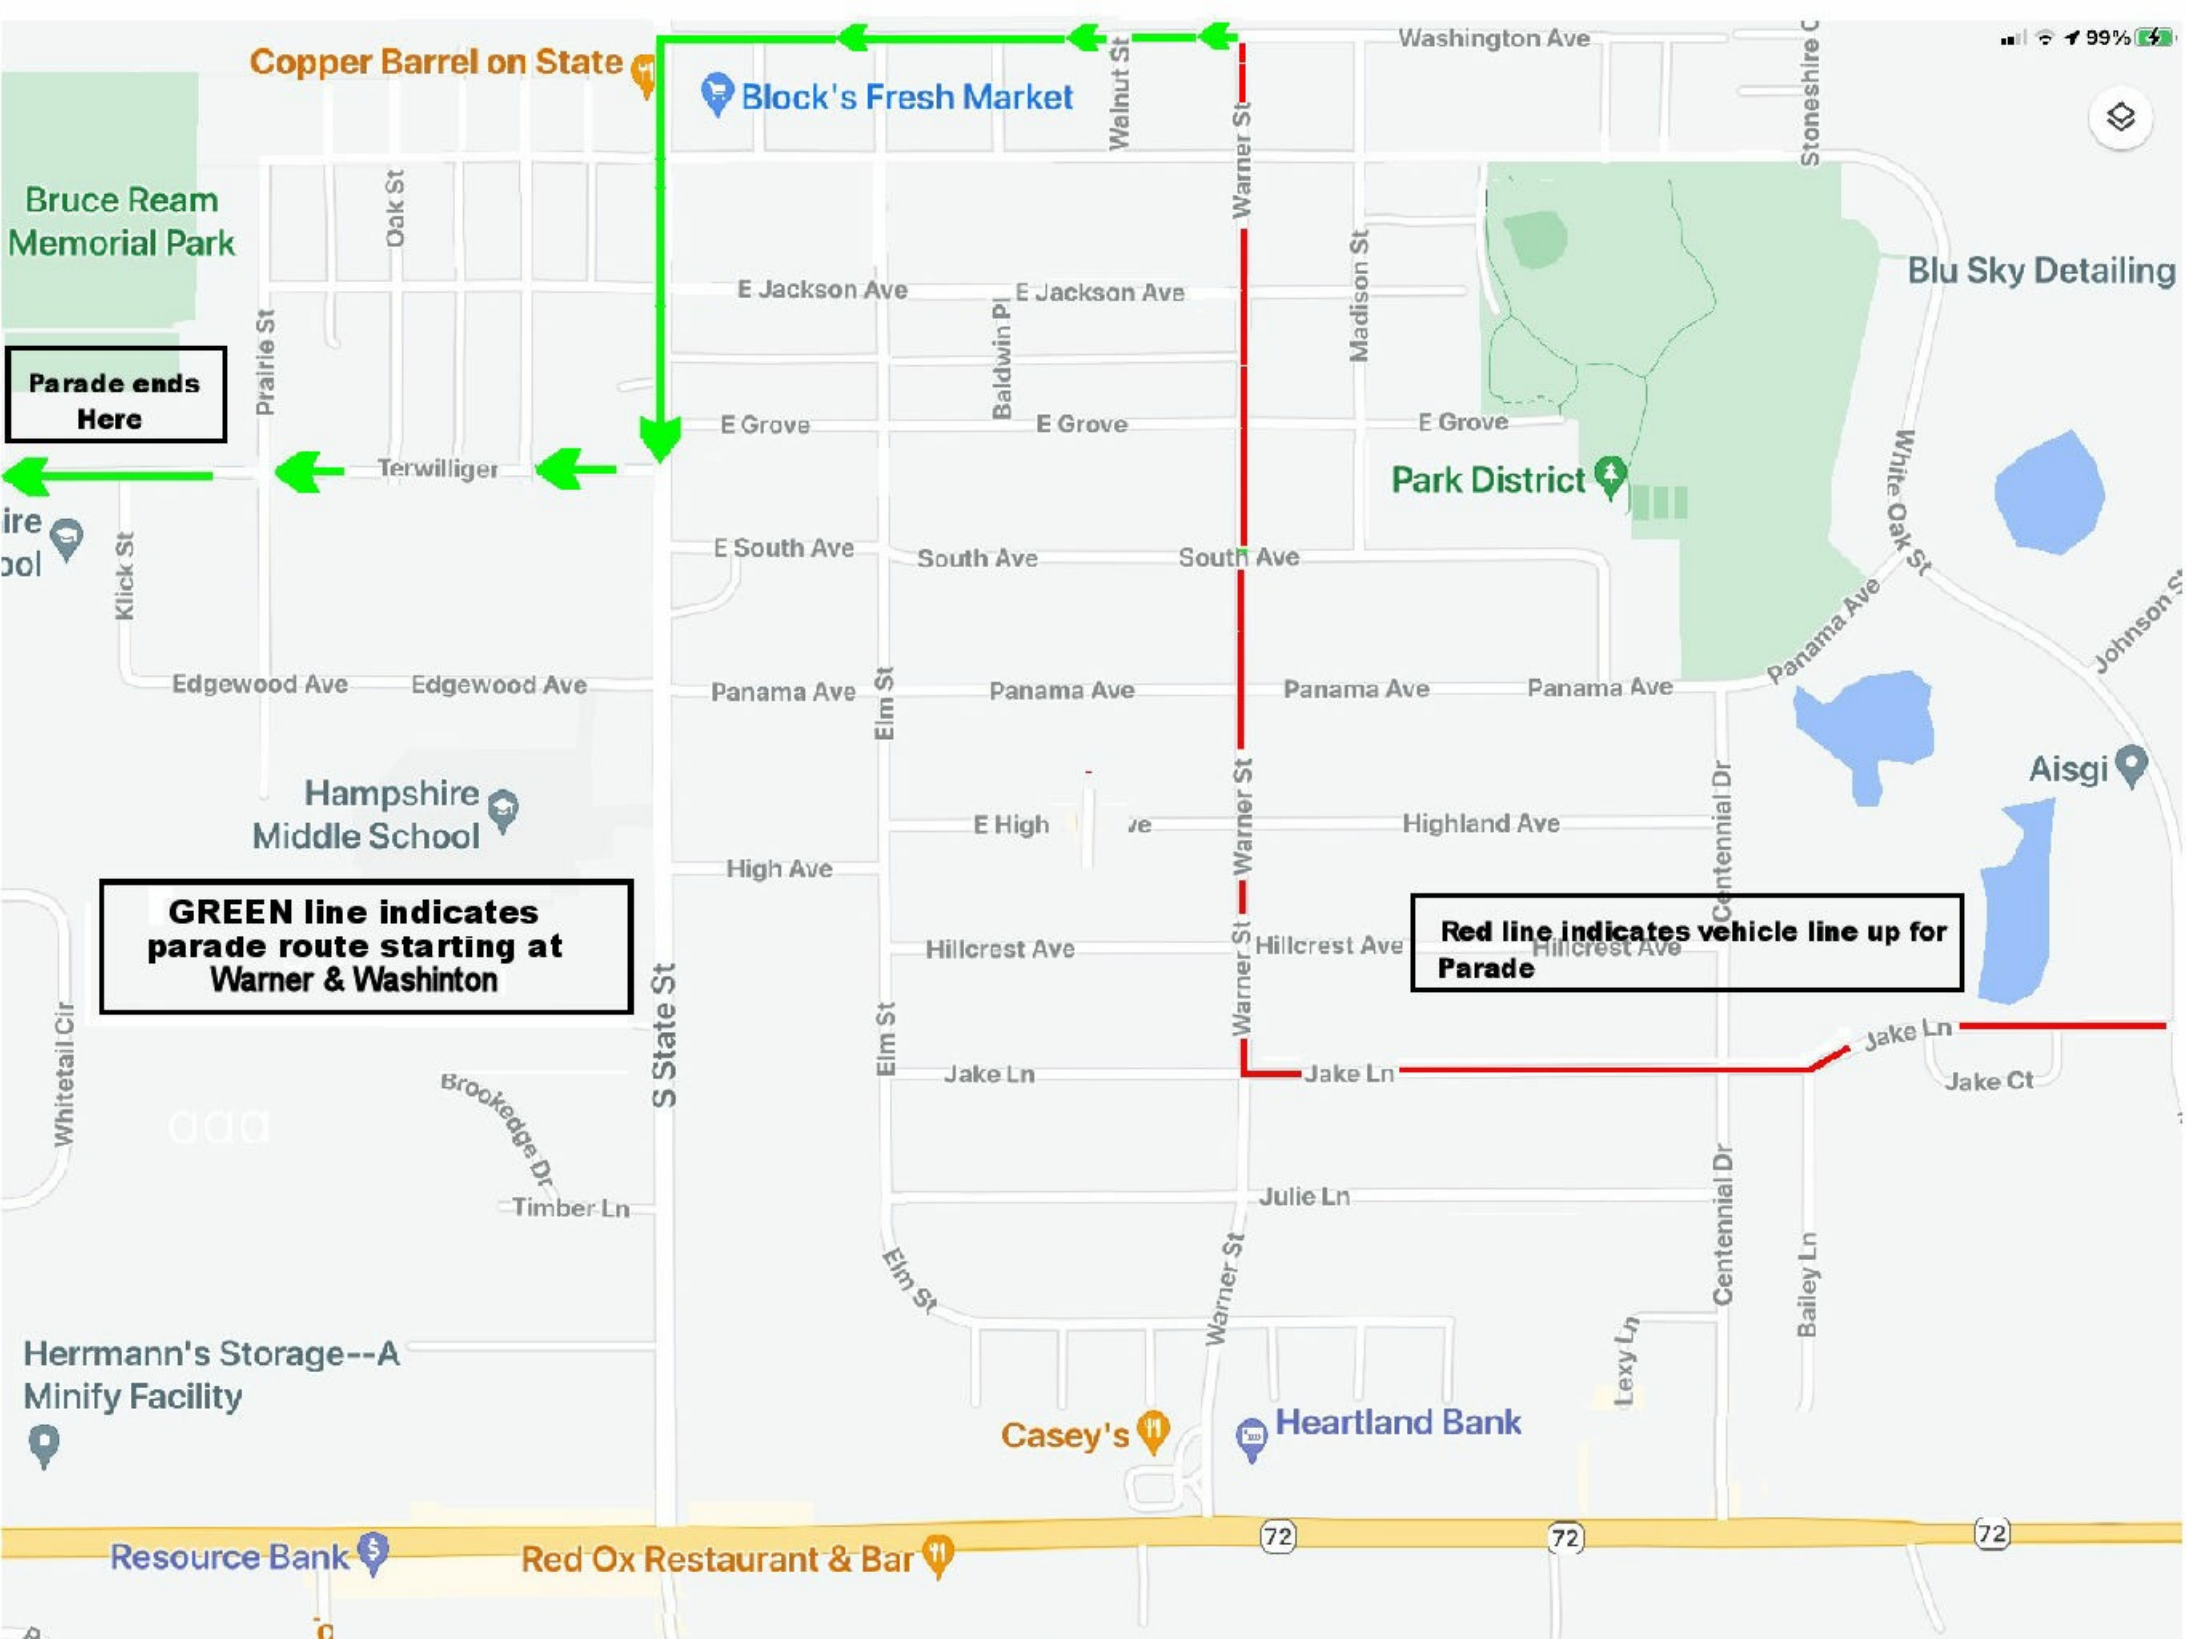 Washington Ave
99%
Copper Barrel on State
Block's Fresh Market
Walnut St
Warner St
Stoneshire C
Bruce Ream
Memorial Park
Oak St
Blu Sky Detailing
E Jackson Ave
E Jackson Ave
Madison St
Baldwin Pl
Prairie St
Parade ends
Here
E Grove
E Grove
E Grove
Terwilliger
Park District
White Oak St
ire
ool
Klick St
E South Ave
South Ave
South Ave
Panama Ave
Johnson S
Edgewood Ave
Edgewood Ave
Elm St
Panama Ave
Panama Ave
Panama Ave
Panama Ave
Hampshire
Middle School
Aisgi
Warner St
Centennial Dr
E High
ve
Highland Ave
High Ave
GREEN line indicates
parade route starting at
Warner & Washinton
Red line indicates vehicle line up for
Parade
Hillcrest Ave
Hillcrest Ave
Hillcrest Ave
Warner St
S State St
Whitetail Cir
Elm St
Jake Ln
Jake Ln
Jake Ln
Jake Ct
Brookedge Dr
aaa
Timber Ln
Julie Ln
Centennial Dr
Bailey Ln
Elm St
Warner St
Lexy Ln
Herrmann's Storage--A
Minify Facility
Casey's
Heartland Bank
72
72
72
Resource Bank
Red Ox Restaurant & Bar